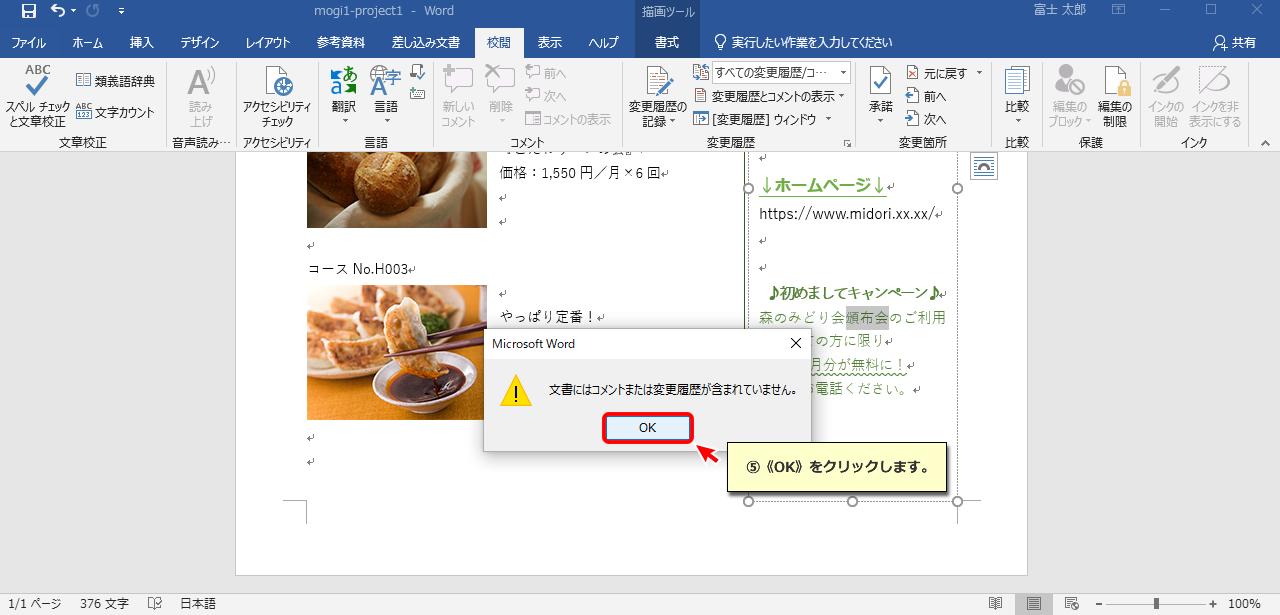 mogi1-project1 - Word
描画ツール
富士 太郎
ファイル
ホーム
挿入
デザイン
レイアウト
参考資料
差し込み文書
校閲
表示
ヘルプ
書式
実行したい作業を入力してください
共有
ABC
スペル チェック
と文章校正
類義語辞典
ABC
123
文字カウント
文章校正
A
読み
上げ
音声読み…
アクセシビリティ
チェック
アクセシビリティ
あ
a
翻訳
A字
言語
言語
新しい
コメント
削除
前へ
次へ
コメントの表示
コメント
変更履歴の
記録
すべての変更履歴/コ…
変更履歴とコメントの表示
[変更履歴] ウィンドウ
変更履歴
承諾
元に戻す
前へ
次へ
変更箇所
比較
比較
編集の
ブロック
編集の
制限
保護
インクの
開始
インクを非
表示にする
インク
価格：1,550 円／月×6 回
コース No.H003
やっぱり定番！
↓ホームページ↓
https://www.midori.xx.xx/
♪初めましてキャンペーン♪
森のみどり会頒布会のご利用
の方に限り
月分が無料に！
電話ください。
Microsoft Word
文書にはコメントまたは変更履歴が含まれていません。
OK
⑤《OK》をクリックします。
1/1 ページ
376 文字
日本語
100%